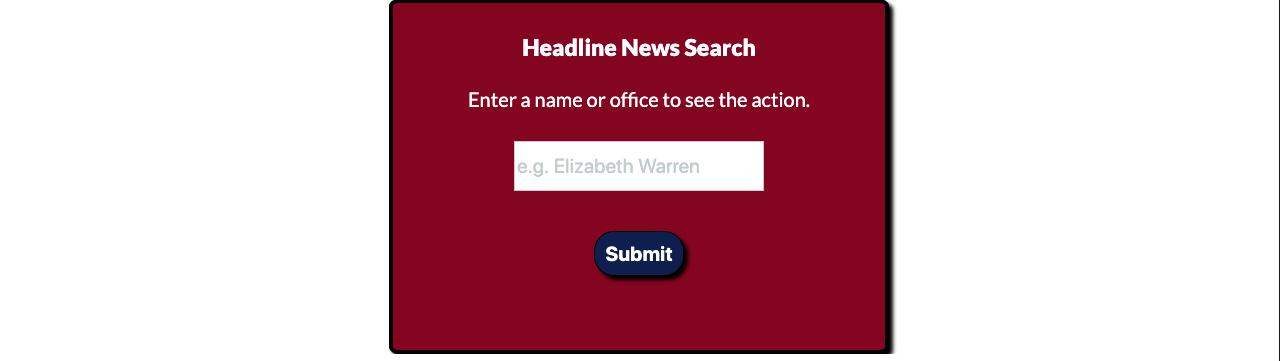 Headline News Search
Enter a name or office to see the action.
e.g. Elizabeth Warren
Submit